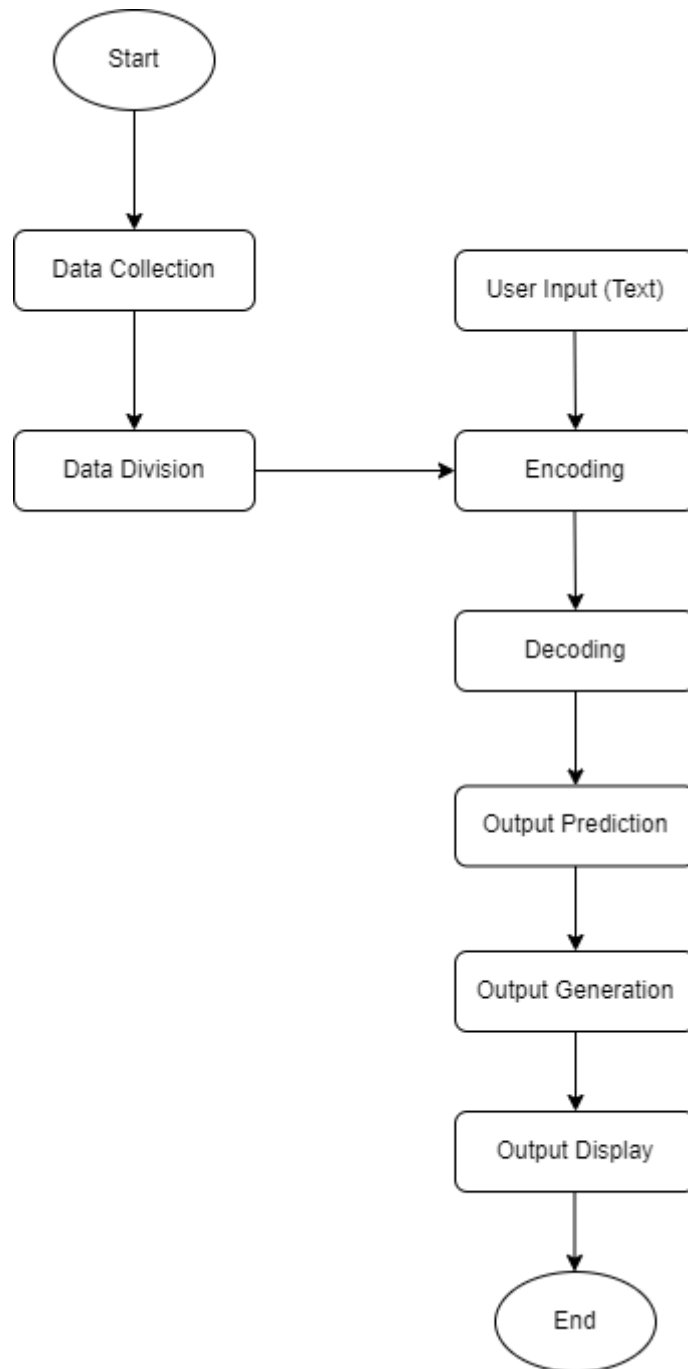 Start
Data Collection
User Input (Text)
Data Division
Encoding
Decoding
Output Prediction
Output Generation
Output Display
End